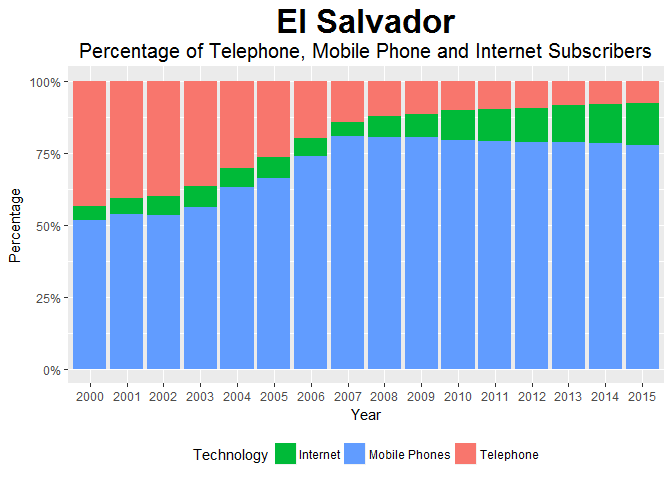 El Salvador
Percentage of Telephone, Mobile Phone and Internet Subscribers
100%
75%
50%
25%
0%
Percentage
2000 2001 2002 2003 2004 2005 2006 2007 2008 2009 2010 2011 2012 2013 2014 2015
Year
Technology Internet Mobile Phones Telephone